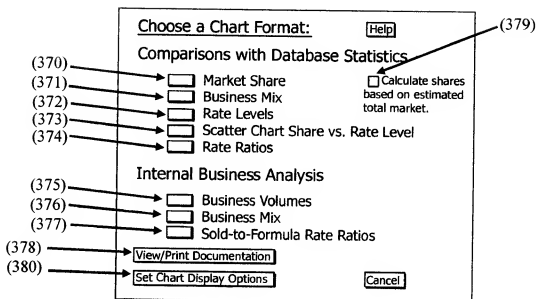 Choose a Chart Format: Help (379)
Comparisons with Database Statistics
(370) Market Share Calculate shares
(371) Business Mix based on estimated
(372) Rate Levels total market.
(373) Scatter Chart Share vs. Rate Level
(374) Rate Ratios
Internal Business Analysis
(375) Business Volumes
(376) Business Mix
(377) Sold-to-Formula Rate Ratios
(378) View/Print Documentation
(380) Set Chart Display Options Cancel